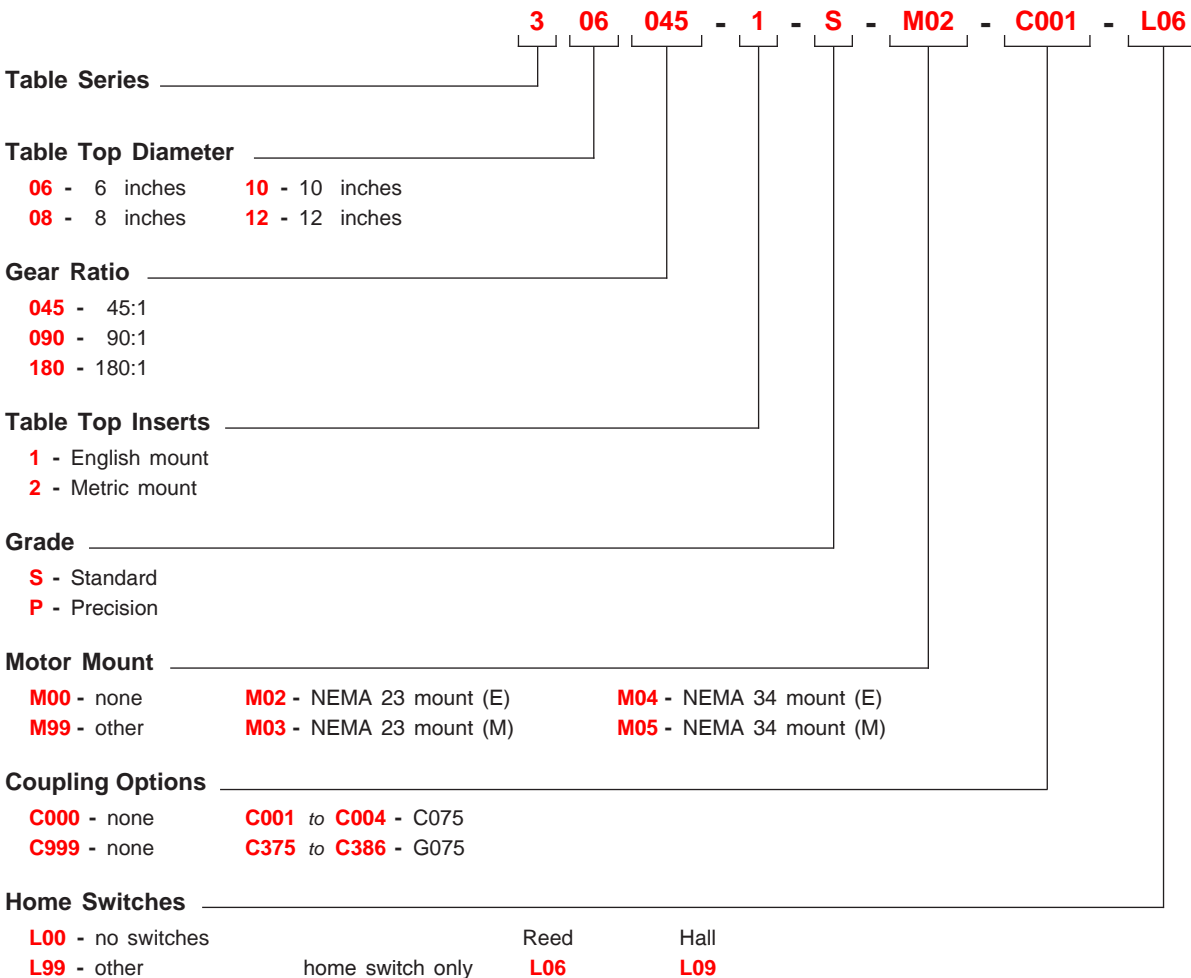 3 06 045 - 1 - S - M02 - C001 - L06
Table Series
Table Top Diameter
06 - 6 inches 10 - 10 inches
08 - 8 inches 12 - 12 inches
Gear Ratio
045 - 45:1
090 - 90:1
180 - 180:1
Table Top Inserts
1 - English mount
2 - Metric mount
Grade
S - Standard
P - Precision
Motor Mount
M00 - none M02 - NEMA 23 mount (E) M04 - NEMA 34 mount (E)
M99 - other M03 - NEMA 23 mount (M) M05 - NEMA 34 mount (M)
Coupling Options
C000 - none C001 to C004 - C075
C999 - none C375 to C386 - G075
Home Switches
L00 - no switches Reed Hall
L99 - other home switch only L06 L09